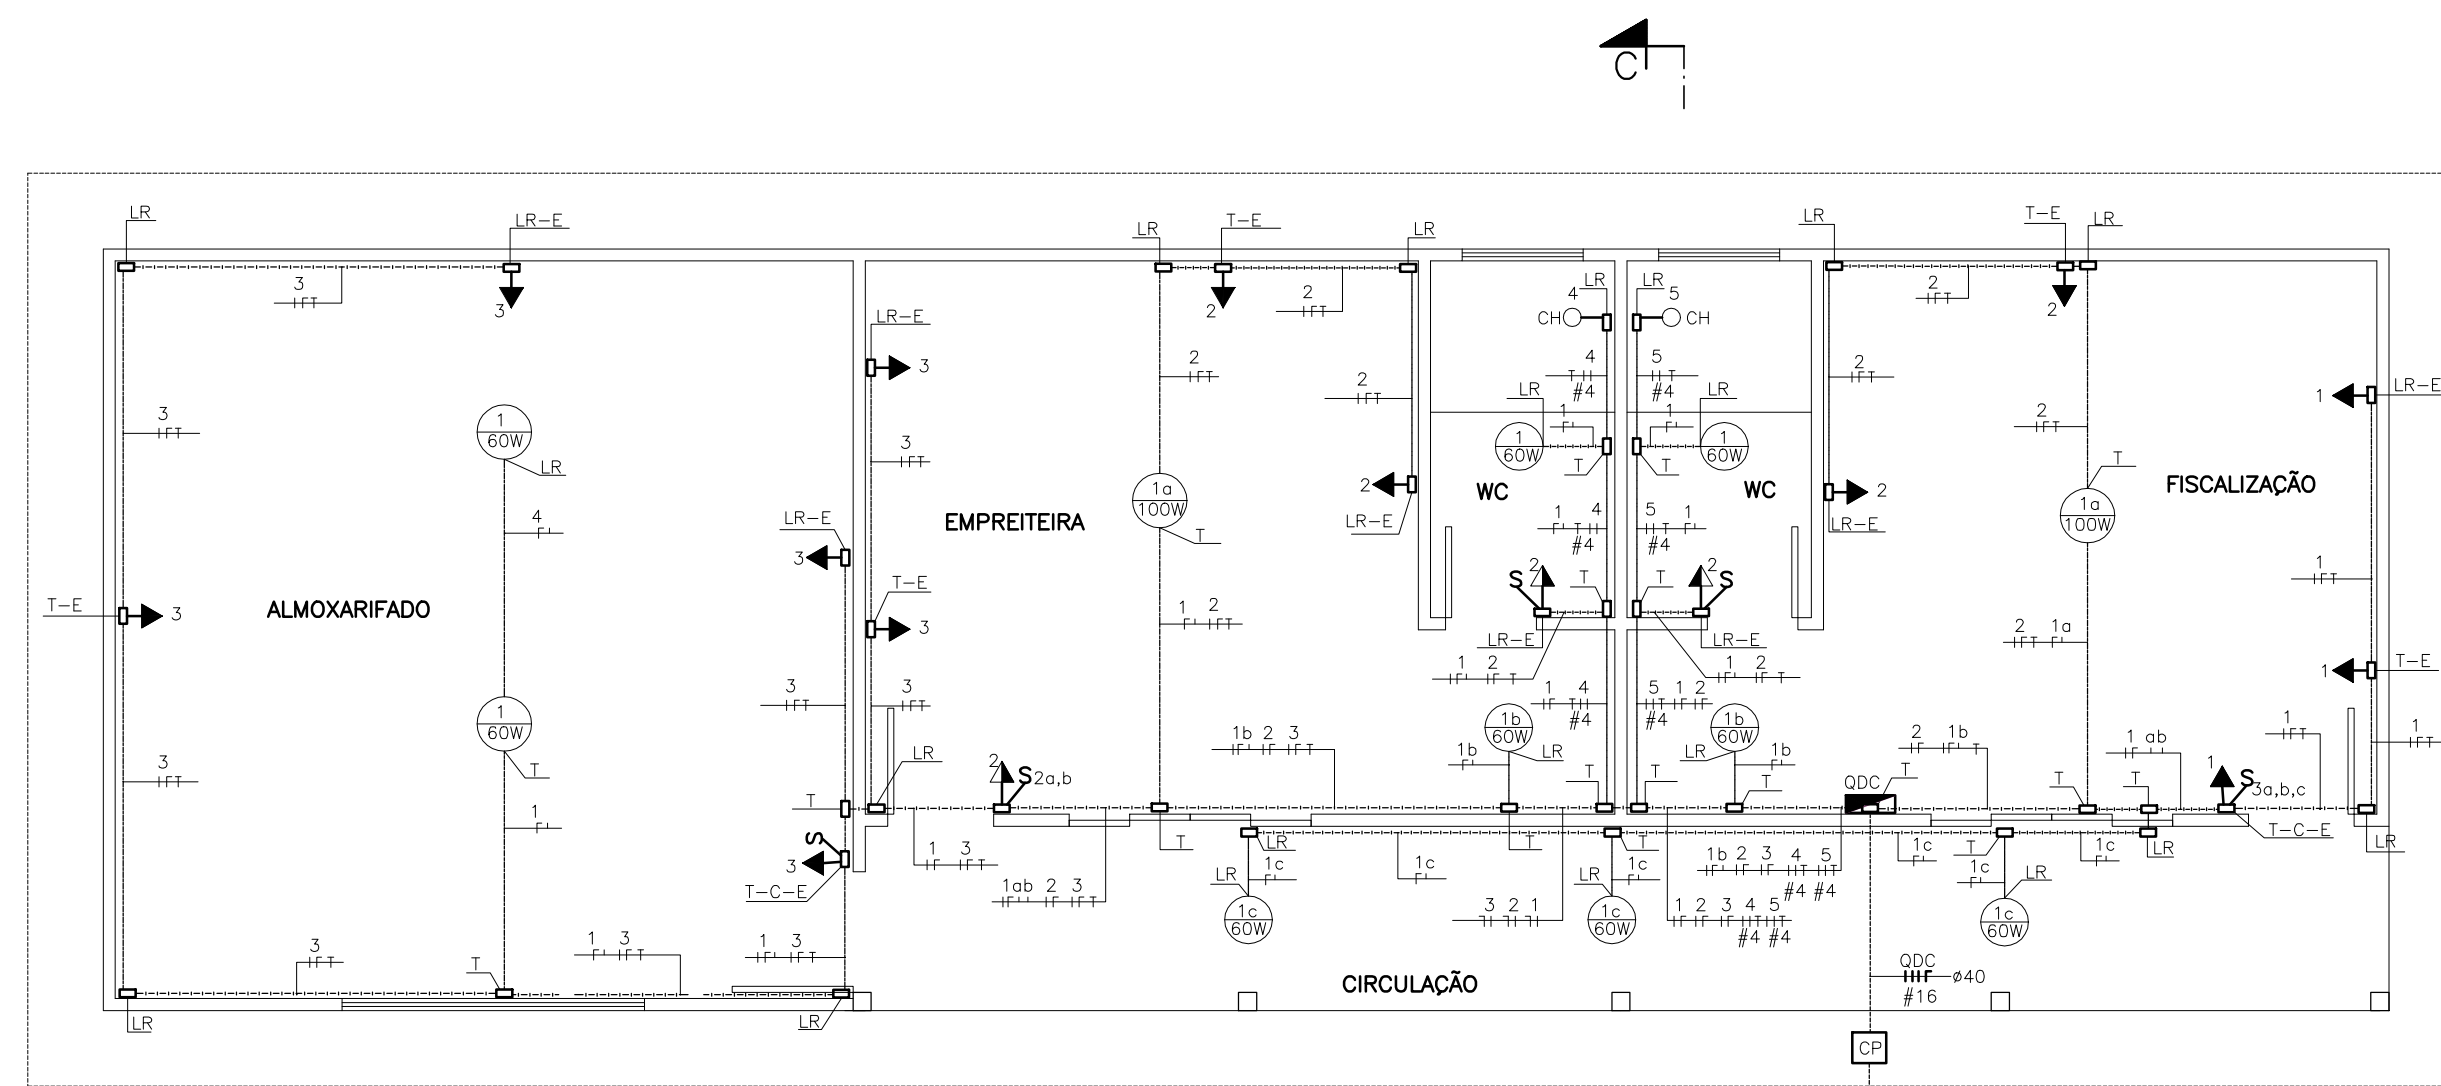 C
LR
LR-E
LR
T-E
LR
LR
T-E
LR
3
3
2
2
LR
4
CH
LR
5
CH
2
2
LR-E
3
3
2
2
4
#4
5
#4
2
1
LR-E
1
60W
LR
LR
1
1
60W
T
LR
1
T
1
60W
2
T
4
3
1a
100W
T
2
LR-E
WC
WC
2
LR-E
FISCALIZAÇÃO
1a
100W
EMPREITEIRA
LR-E
3
1
4
#4
5
1
#4
T-E
3
ALMOXARIFADO
T-E
3
1
2
S
2
T
T
2
S
1
LR-E
LR-E
2
1a
1
2
1
2
1
T-E
3
3
1
4
#4
5
1
2
#4
1
60W
T
1b
2
3
1b
60W
LR
1b
1b
60W
LR
1b
2
1b
1
ab
1
1
3
LR
2
S2a,b
T
T
T
QDC
T
T
T
1
S
3a,b,c
T
1
S
3
T-C-E
1
3
T
LR
1c
1c
T
T
1b
2
3
4
5
#4
#4
1c
T
1c
LR
T-C-E
LR
1ab
2
3
LR
1c
60W
3
2
1
LR
1c
1c
60W
1
2
3
4
5
#4
#4
1c
LR
1c
60W
3
T
1
3
1
3
CIRCULAÇÃO
QDC
ø40
#16
LR
LR
CP